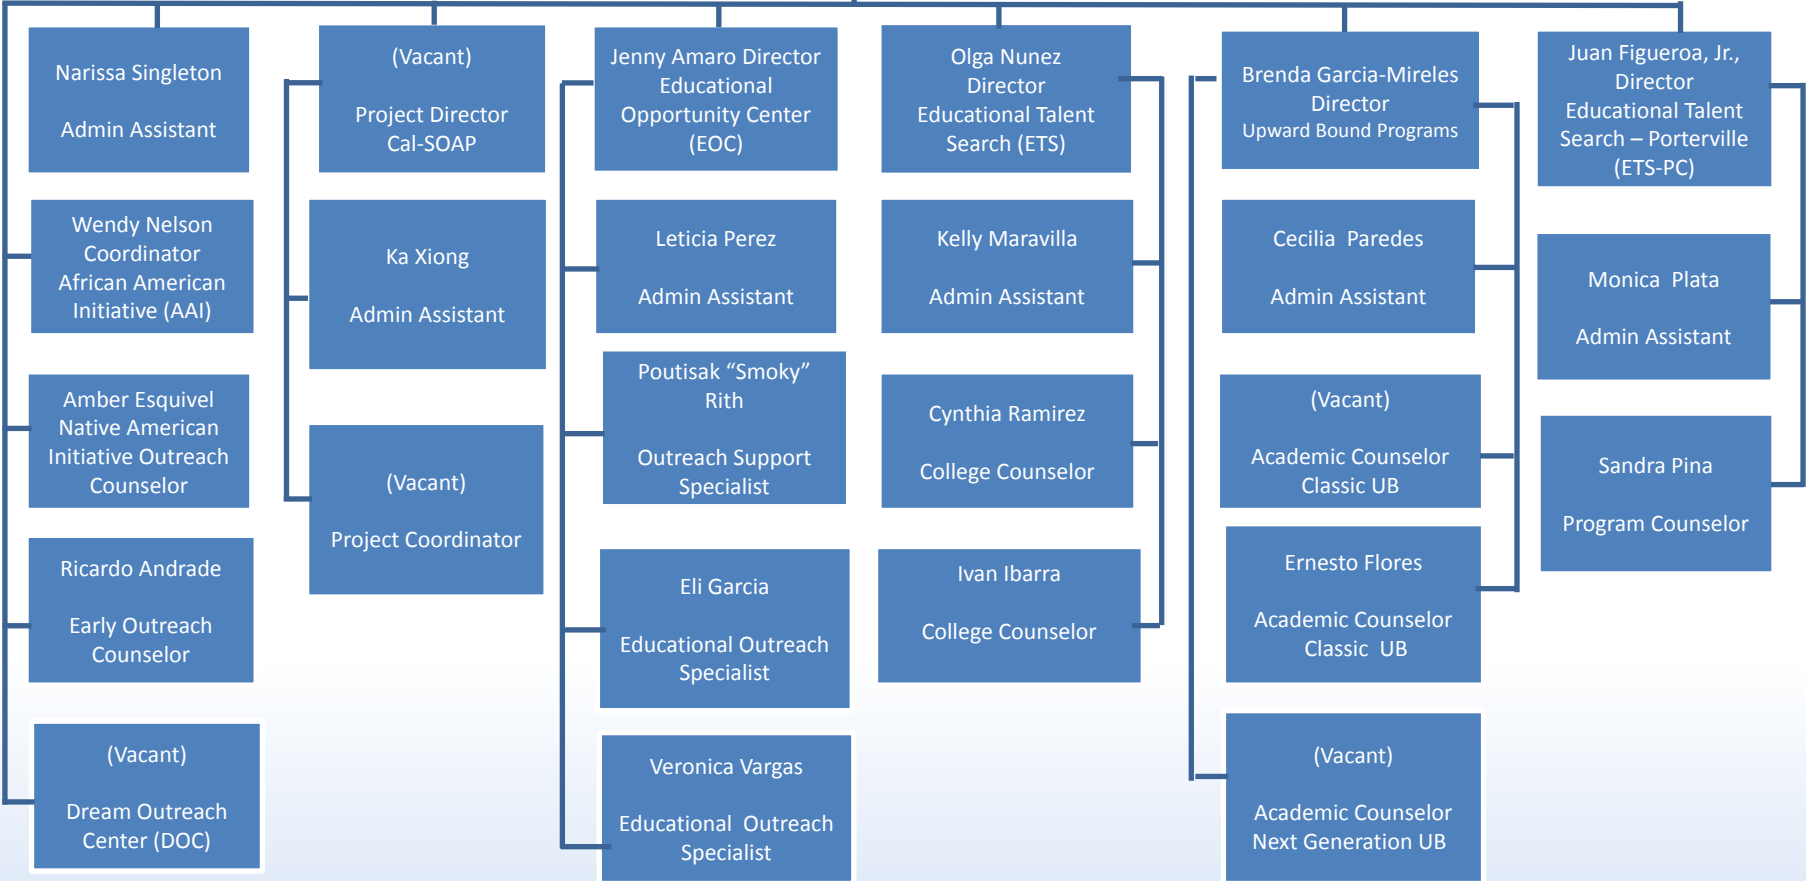 Narissa Singleton
Admin Assistant
Wendy Nelson
Coordinator
African American
Initiative (AAI)
Amber Esquivel
Native American
Initiative Outreach
Counselor
Ricardo Andrade
Early Outreach
Counselor
(Vacant)
Dream Outreach
Center (DOC)
(Vacant)
Project Director
Cal-SOAP
Ka Xiong
Admin Assistant
(Vacant)
Project Coordinator
Jenny Amaro Director
Educational
Opportunity Center
(EOC)
Leticia Perez
Admin Assistant
Poutisak “Smoky”
Rith
Outreach Support
Specialist
Eli Garcia
Educational Outreach
Specialist
Veronica Vargas
Educational Outreach
Specialist
Olga Nunez
Director
Educational Talent
Search (ETS)
Kelly Maravilla
Admin Assistant
Cynthia Ramirez
College Counselor
Ivan Ibarra
College Counselor
Brenda Garcia-Mireles
Director
Upward Bound Programs
Cecilia Paredes
Admin Assistant
(Vacant)
Academic Counselor
Classic UB
Ernesto Flores
Academic Counselor
Classic UB
(Vacant)
Academic Counselor
Next Generation UB
Juan Figueroa, Jr.,
Director
Educational Talent
Search – Porterville
(ETS-PC)
Monica Plata
Admin Assistant
Sandra Pina
Program Counselor